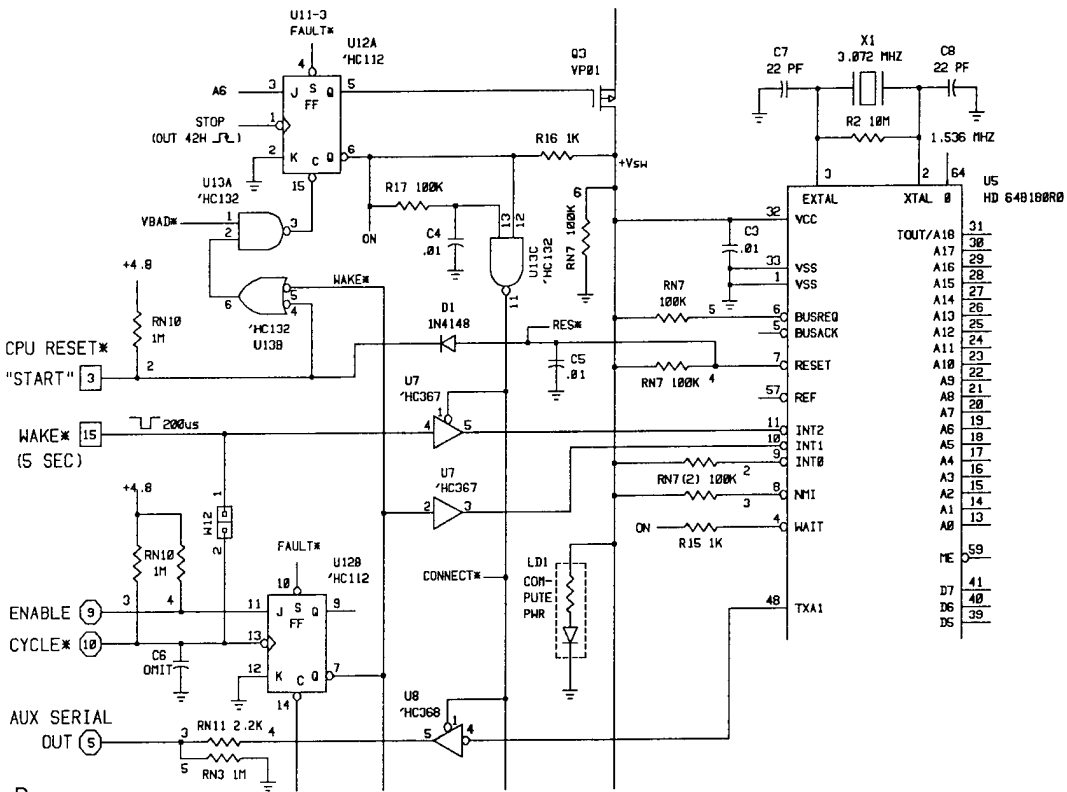 U11-3
FAULT*
U12A
'HC112
4
A6
3
J S Q
FF
5
STOP
(OUT 42H )
1
2
K C Q
6
15
Q3
VP01
R16 1K
+Vsw
U13A
'HC132
VBAD*
1
2
3
R17 100K
ON
C4
.01
13
12
U13C
'HC132
11
6
RN7 100K
C7
22 PF
X1
3.072 MHZ
C8
22 PF
R2 10M
1.536 MHZ
3
2
64
U5
HD 64B180R0
EXTAL
XTAL 0
32
VCC
C3
.01
33
VSS
1
VSS
TOUT/A18
31
A17
30
A16
29
A15
28
A14
27
A13
26
A12
25
A11
24
A10
23
A9
22
A8
21
A7
20
A6
19
A5
18
A4
17
A3
16
A2
15
A1
14
A0
13
ME
59
D7
41
D6
40
D5
39
RN7
100K
5
6
BUSREQ
5
BUSACK
+4.8
RN10
1M
6
5
4
WAKE*
'HC132
U13B
D1
1N4148
RES*
C5
.01
RN7 100K
4
7
RESET
57
REF
CPU RESET*
"START"
3
2
U7
'HC367
1
4
5
11
INT2
10
INT1
9
INT0
WAKE*
15
(5 SEC)
200us
U7
'HC367
2
3
RN7(2) 100K
2
3
8
NMI
ON
R15 1K
4
WAIT
+4.8
1
W12
2
RN10
1M
3
4
ENABLE
9
CYCLE*
10
C6
OMIT
FAULT*
U12B
'HC112
10
11
J S Q
FF
9
13
12
K C Q
7
14
CONNECT*
LD1
COM-
PUTE
PWR
48
TXA1
U8
'HC368
1
5
4
AUX SERIAL
OUT
5
3
RN11 2.2K
4
5
RN3 1M